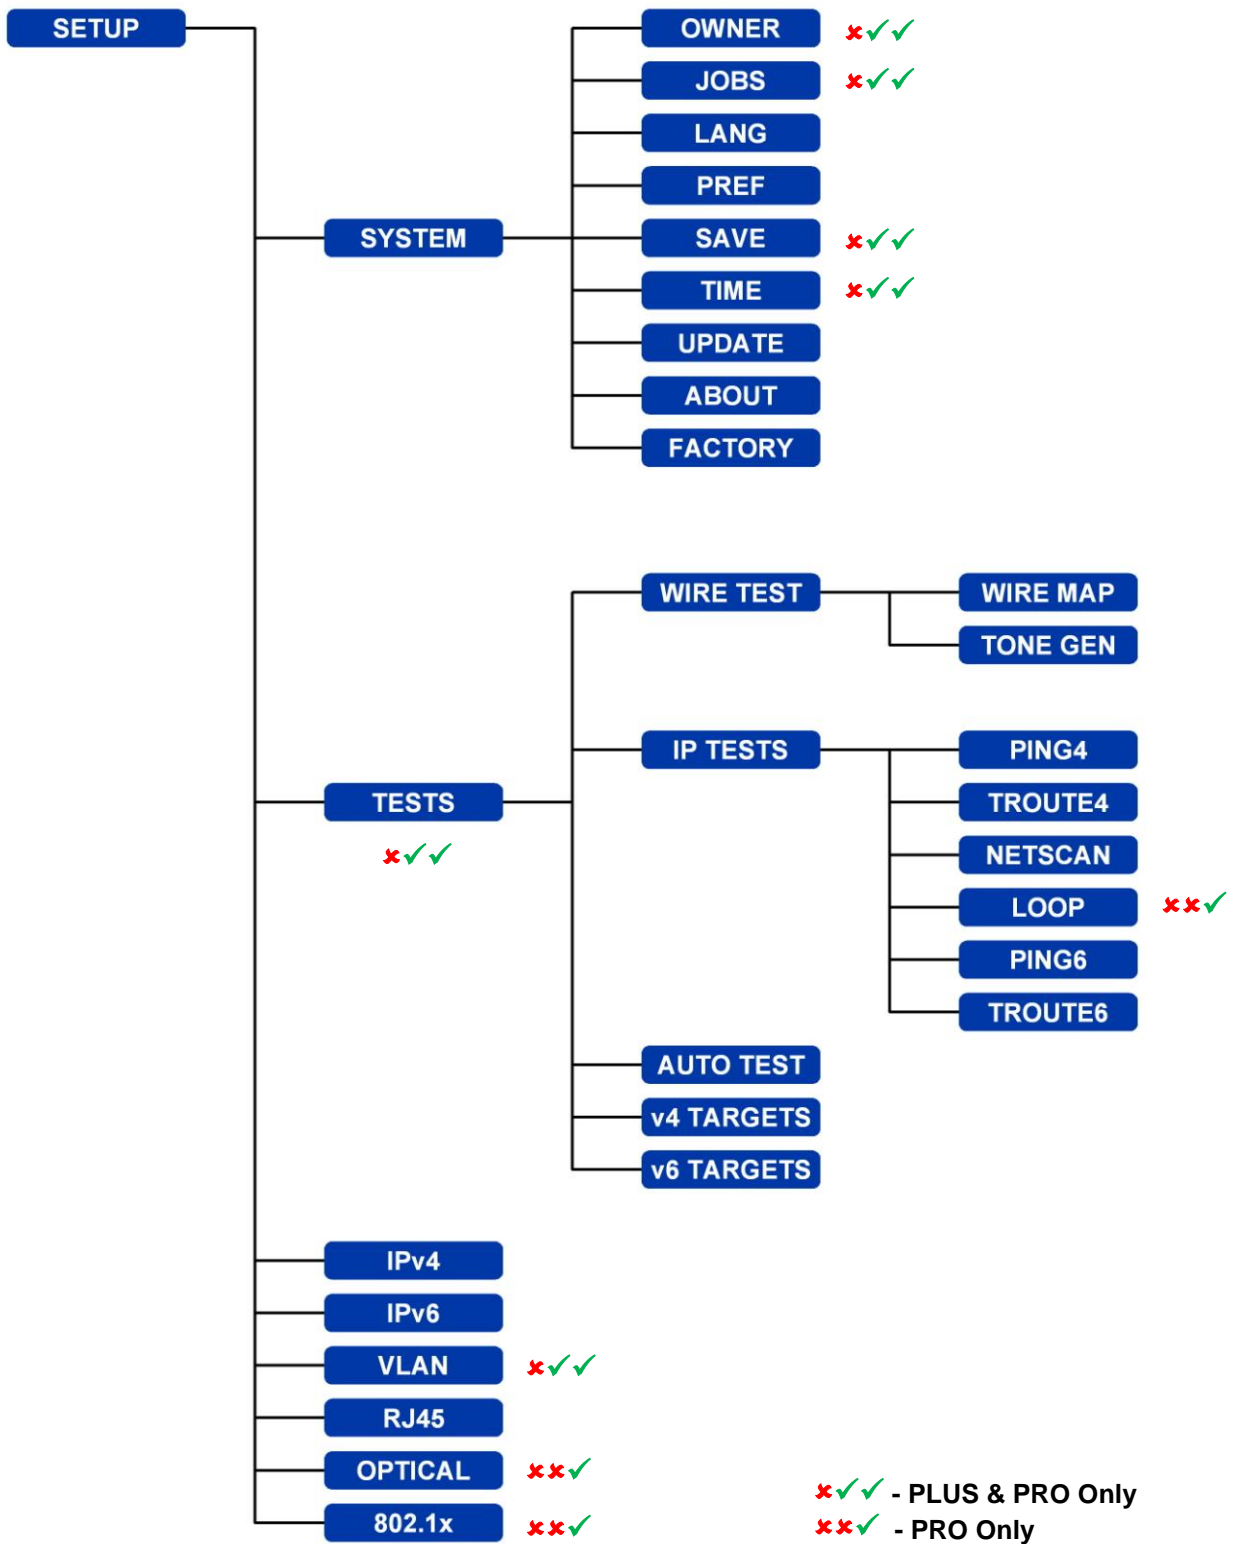 SETUP
OWNER ✘✓✓
JOBS ✘✓✓
LANG
PREF
SYSTEM
SAVE ✘✓✓
TIME ✘✓✓
UPDATE
ABOUT
FACTORY
WIRE TEST
WIRE MAP
TONE GEN
IP TESTS
PING4
TESTS
✘✓✓
TROUTE4
NETSCAN
LOOP ✘✘✓
PING6
TROUTE6
AUTO TEST
v4 TARGETS
v6 TARGETS
IPv4
IPv6
VLAN ✘✓✓
RJ45
OPTICAL ✘✘✓
802.1x ✘✘✓
✘✓✓ - PLUS & PRO Only
✘✘✓ - PRO Only